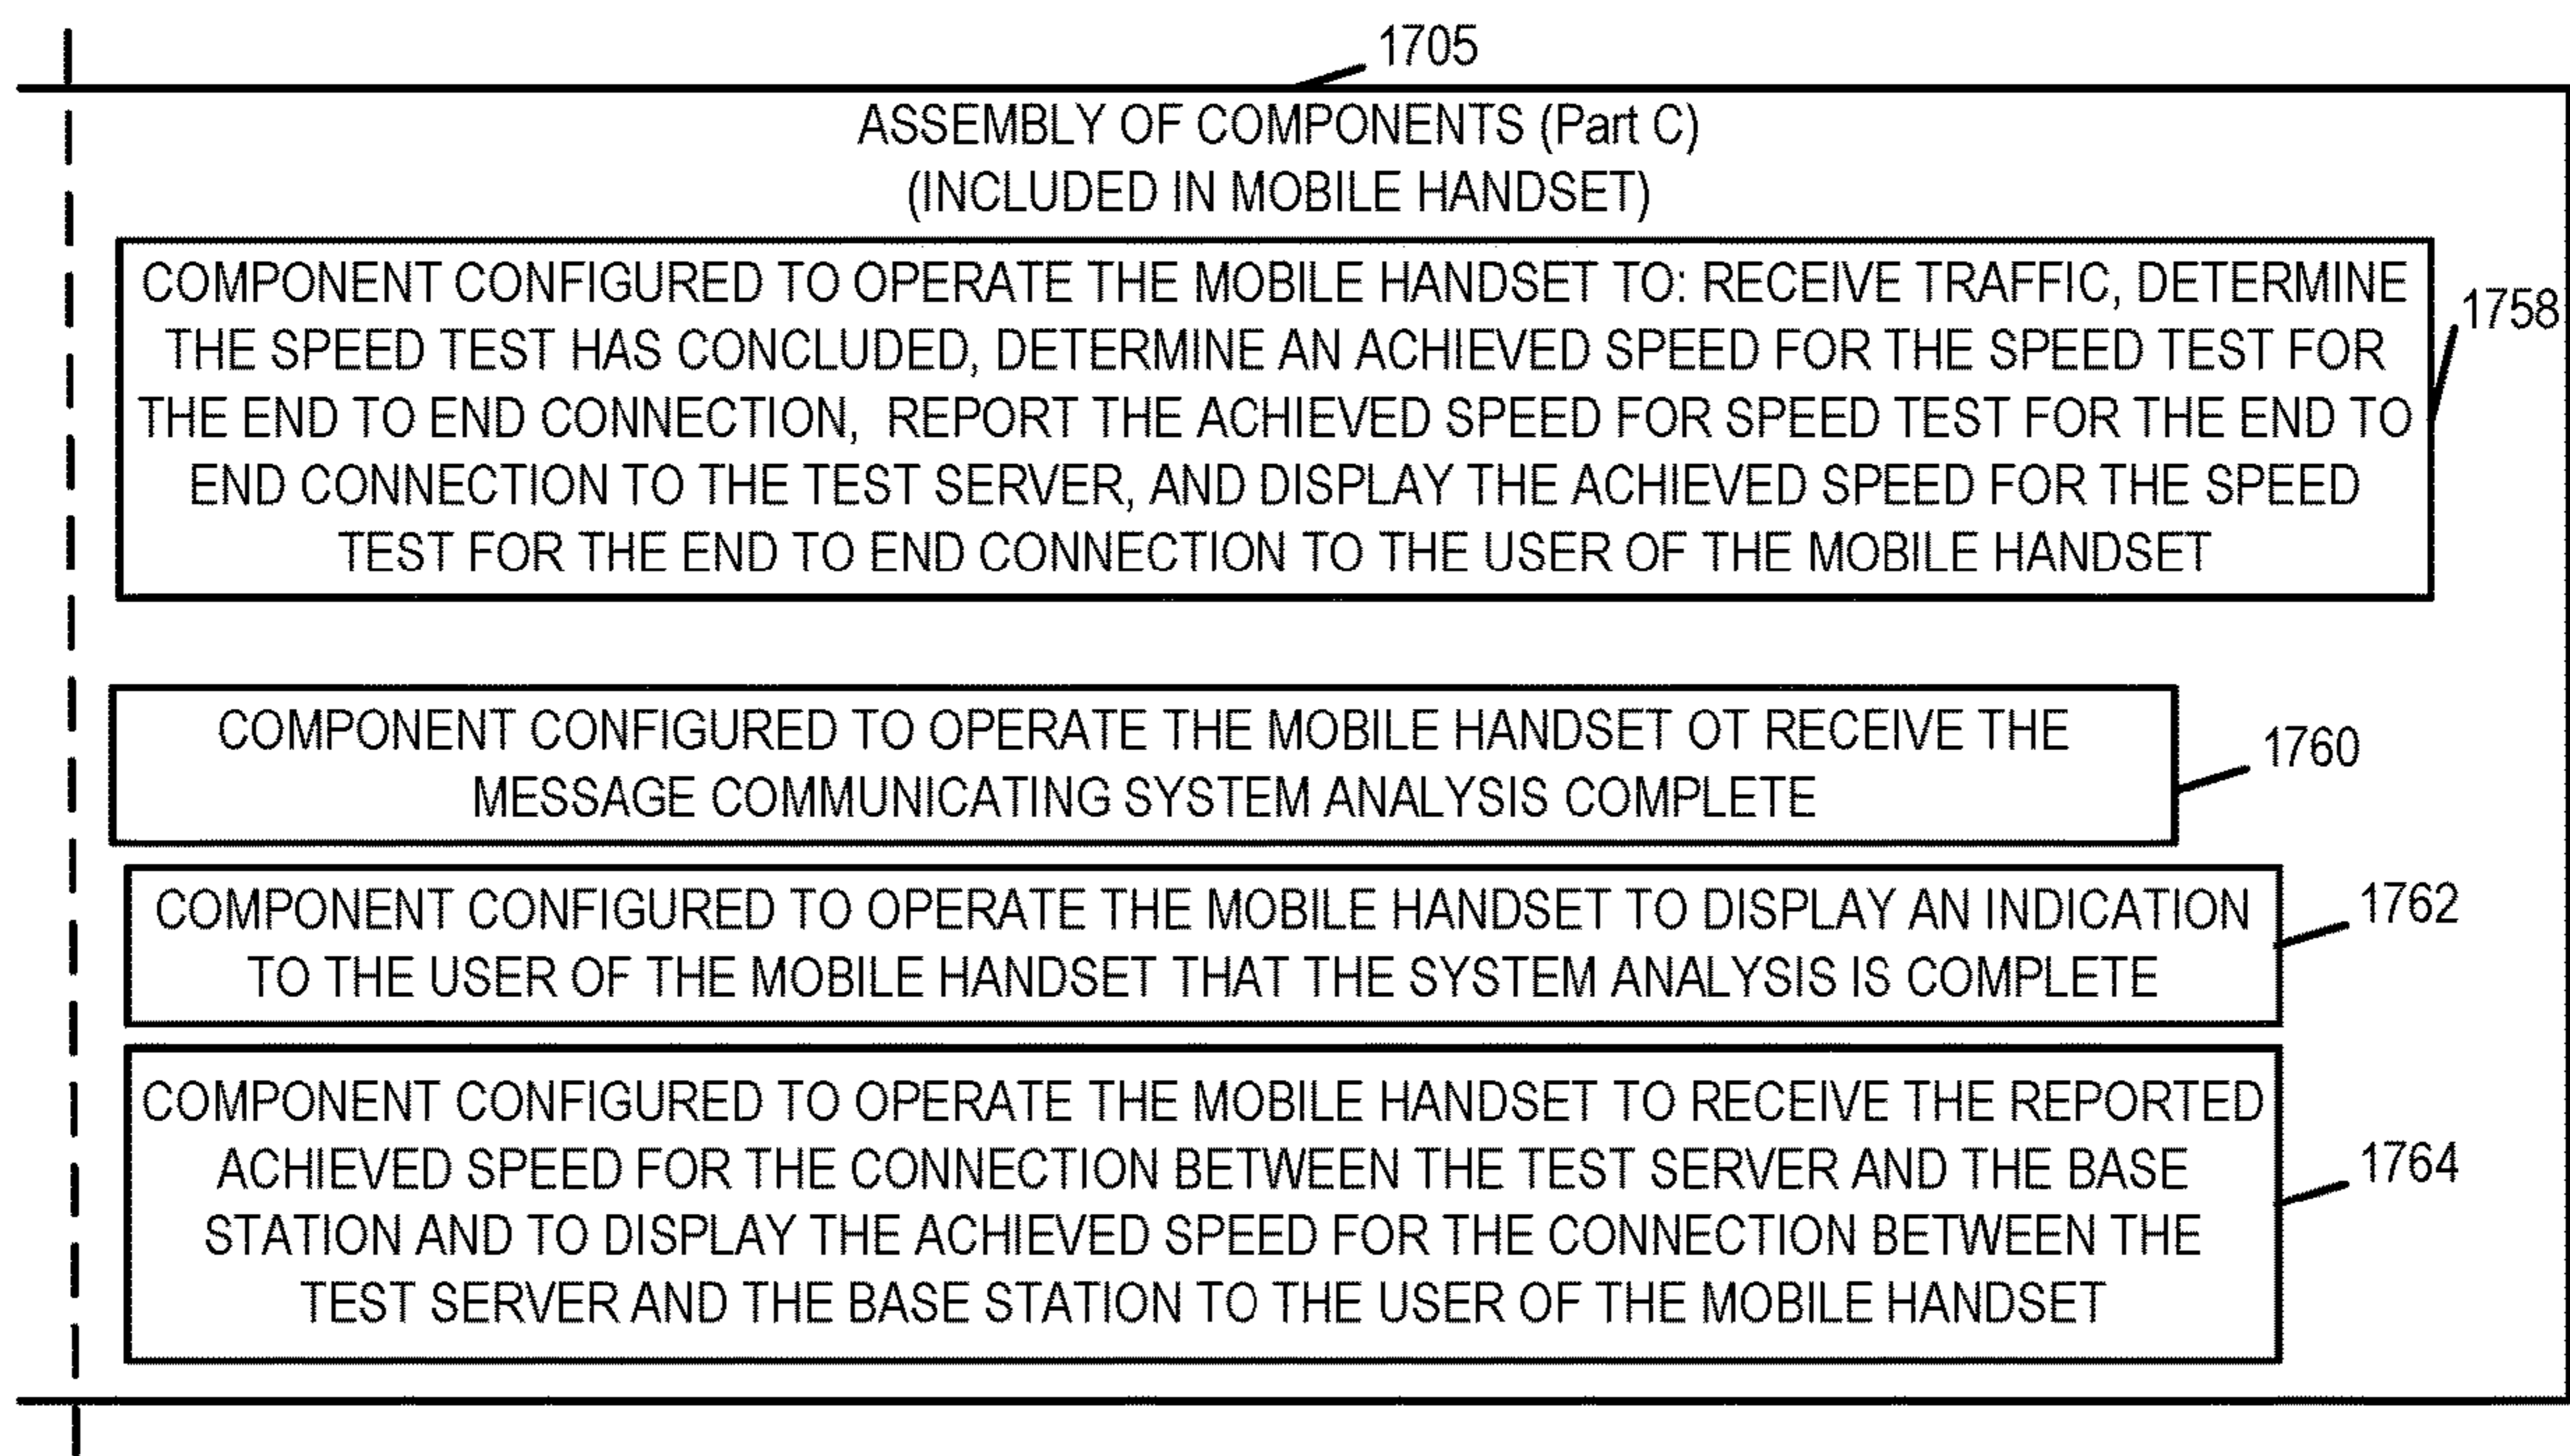 1705
ASSEMBLY OF COMPONENTS (Part C)
(INCLUDED IN MOBILE HANDSET)
COMPONENT CONFIGURED TO OPERATE THE MOBILE HANDSET TO: RECEIVE TRAFFIC, DETERMINE
THE SPEED TEST HAS CONCLUDED, DETERMINE AN ACHIEVED SPEED FOR THE SPEED TEST FOR
THE END TO END CONNECTION, REPORT THE ACHIEVED SPEED FOR SPEED TEST FOR THE END TO
END CONNECTION TO THE TEST SERVER, AND DISPLAY THE ACHIEVED SPEED FOR THE SPEED
TEST FOR THE END TO END CONNECTION TO THE USER OF THE MOBILE HANDSET
1758
COMPONENT CONFIGURED TO OPERATE THE MOBILE HANDSET OT RECEIVE THE
MESSAGE COMMUNICATING SYSTEM ANALYSIS COMPLETE
1760
COMPONENT CONFIGURED TO OPERATE THE MOBILE HANDSET TO DISPLAY AN INDICATION
TO THE USER OF THE MOBILE HANDSET THAT THE SYSTEM ANALYSIS IS COMPLETE
1762
COMPONENT CONFIGURED TO OPERATE THE MOBILE HANDSET TO RECEIVE THE REPORTED
ACHIEVED SPEED FOR THE CONNECTION BETWEEN THE TEST SERVER AND THE BASE
STATION AND TO DISPLAY THE ACHIEVED SPEED FOR THE CONNECTION BETWEEN THE
TEST SERVER AND THE BASE STATION TO THE USER OF THE MOBILE HANDSET
1764